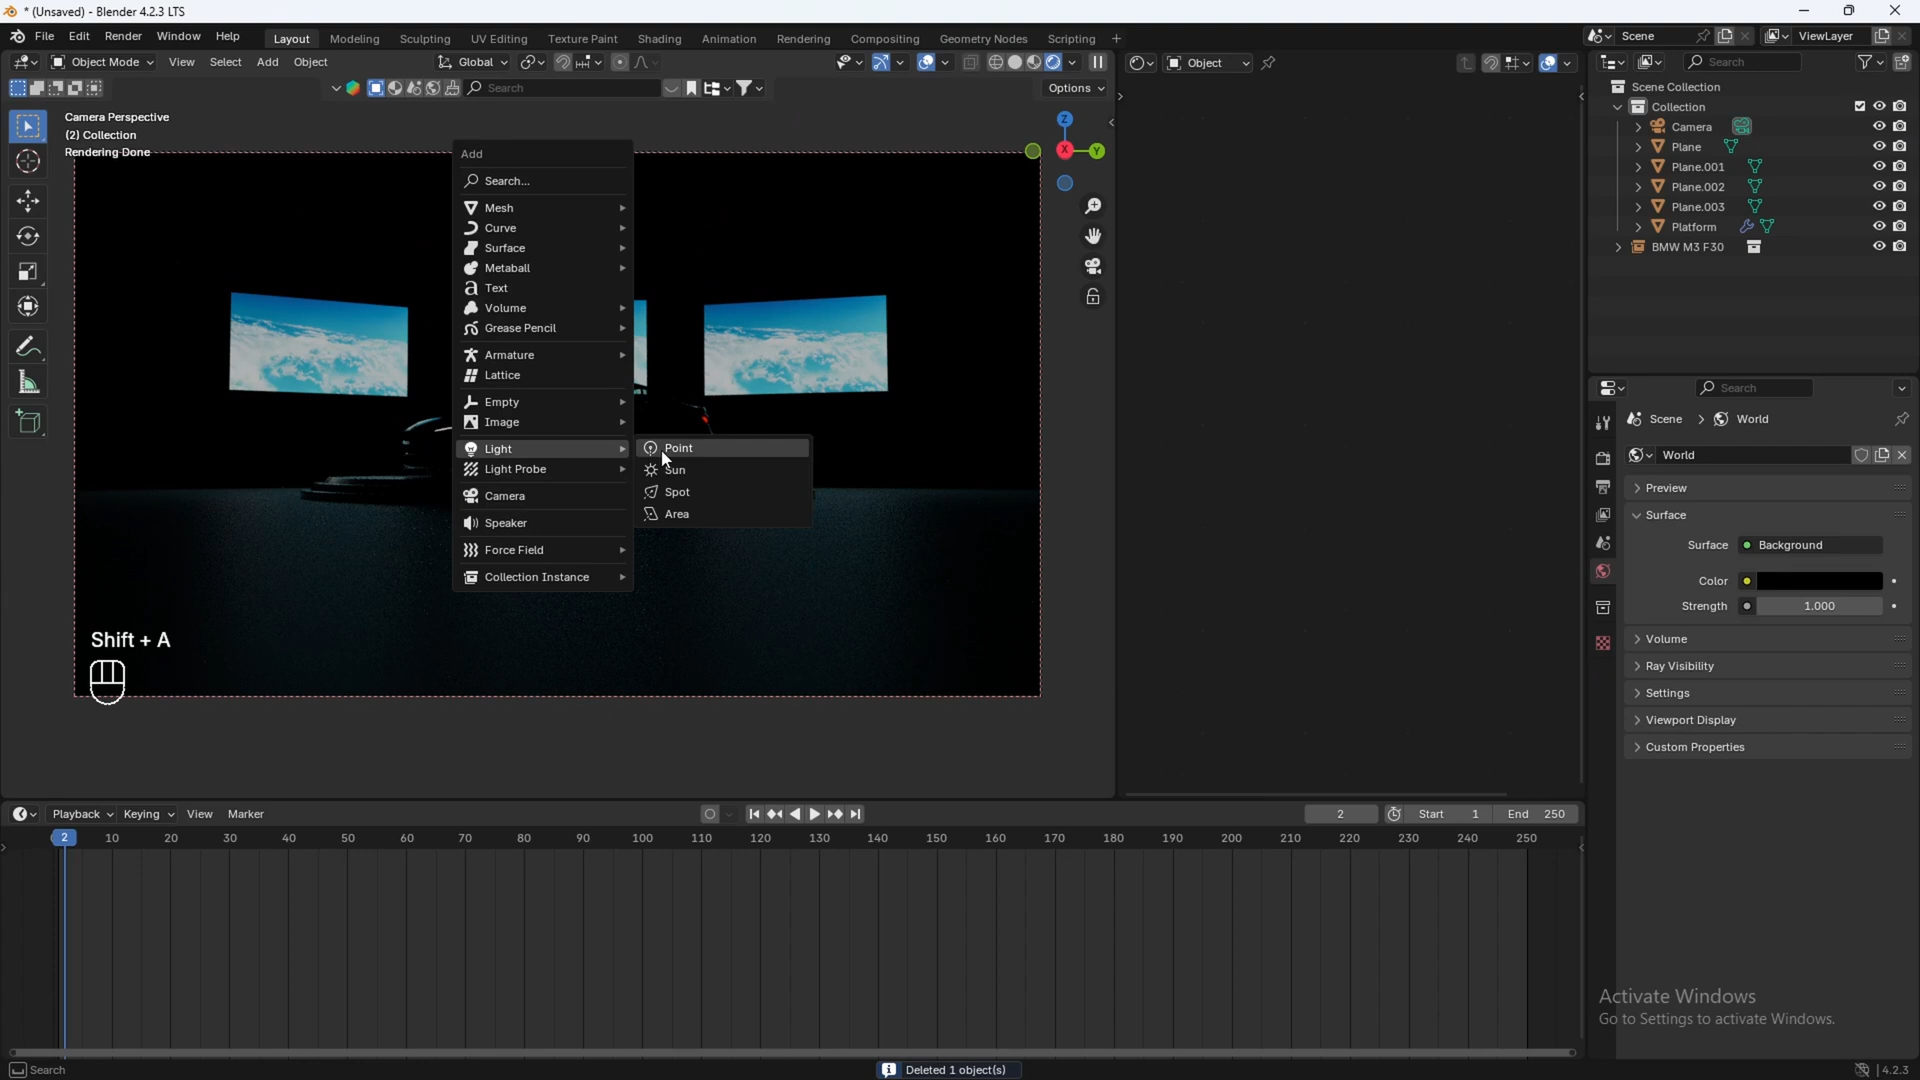 * (Unsaved) - Blender 4.2.3 LTS
File Edit Render Window Help Layout Modeling Sculpting UV Editing Texture Paint Shading Animation Rendering Compositing Geometry Nodes Scripting + Scene ViewLayer
Object Mode View Select Add Object Global Object Search
Search Options
Camera Perspective
(2) Collection
Rendering Done
Z
X
Y
Add
Search...
Mesh
Curve
Surface
Metaball
Text
Volume
Grease Pencil
Armature
Lattice
Empty
Image
Light
Light Probe
Camera
Speaker
Force Field
Collection Instance
Point
Sun
Spot
Area
Shift + A
Scene Collection
Collection
Camera
Plane
Plane.001
Plane.002
Plane.003
Platform
BMW M3 F30
Search
Scene > World
World
Preview
Surface
Surface Background
Color
Strength 1.000
Volume
Ray Visibility
Settings
Viewport Display
Custom Properties
Playback Keying View Marker 2 Start 1 End 250
2 10 20 30 40 50 60 70 80 90 100 110 120 130 140 150 160 170 180 190 200 210 220 230 240 250
Activate Windows
Go to Settings to activate Windows.
Search Deleted 1 object(s) 4.2.3